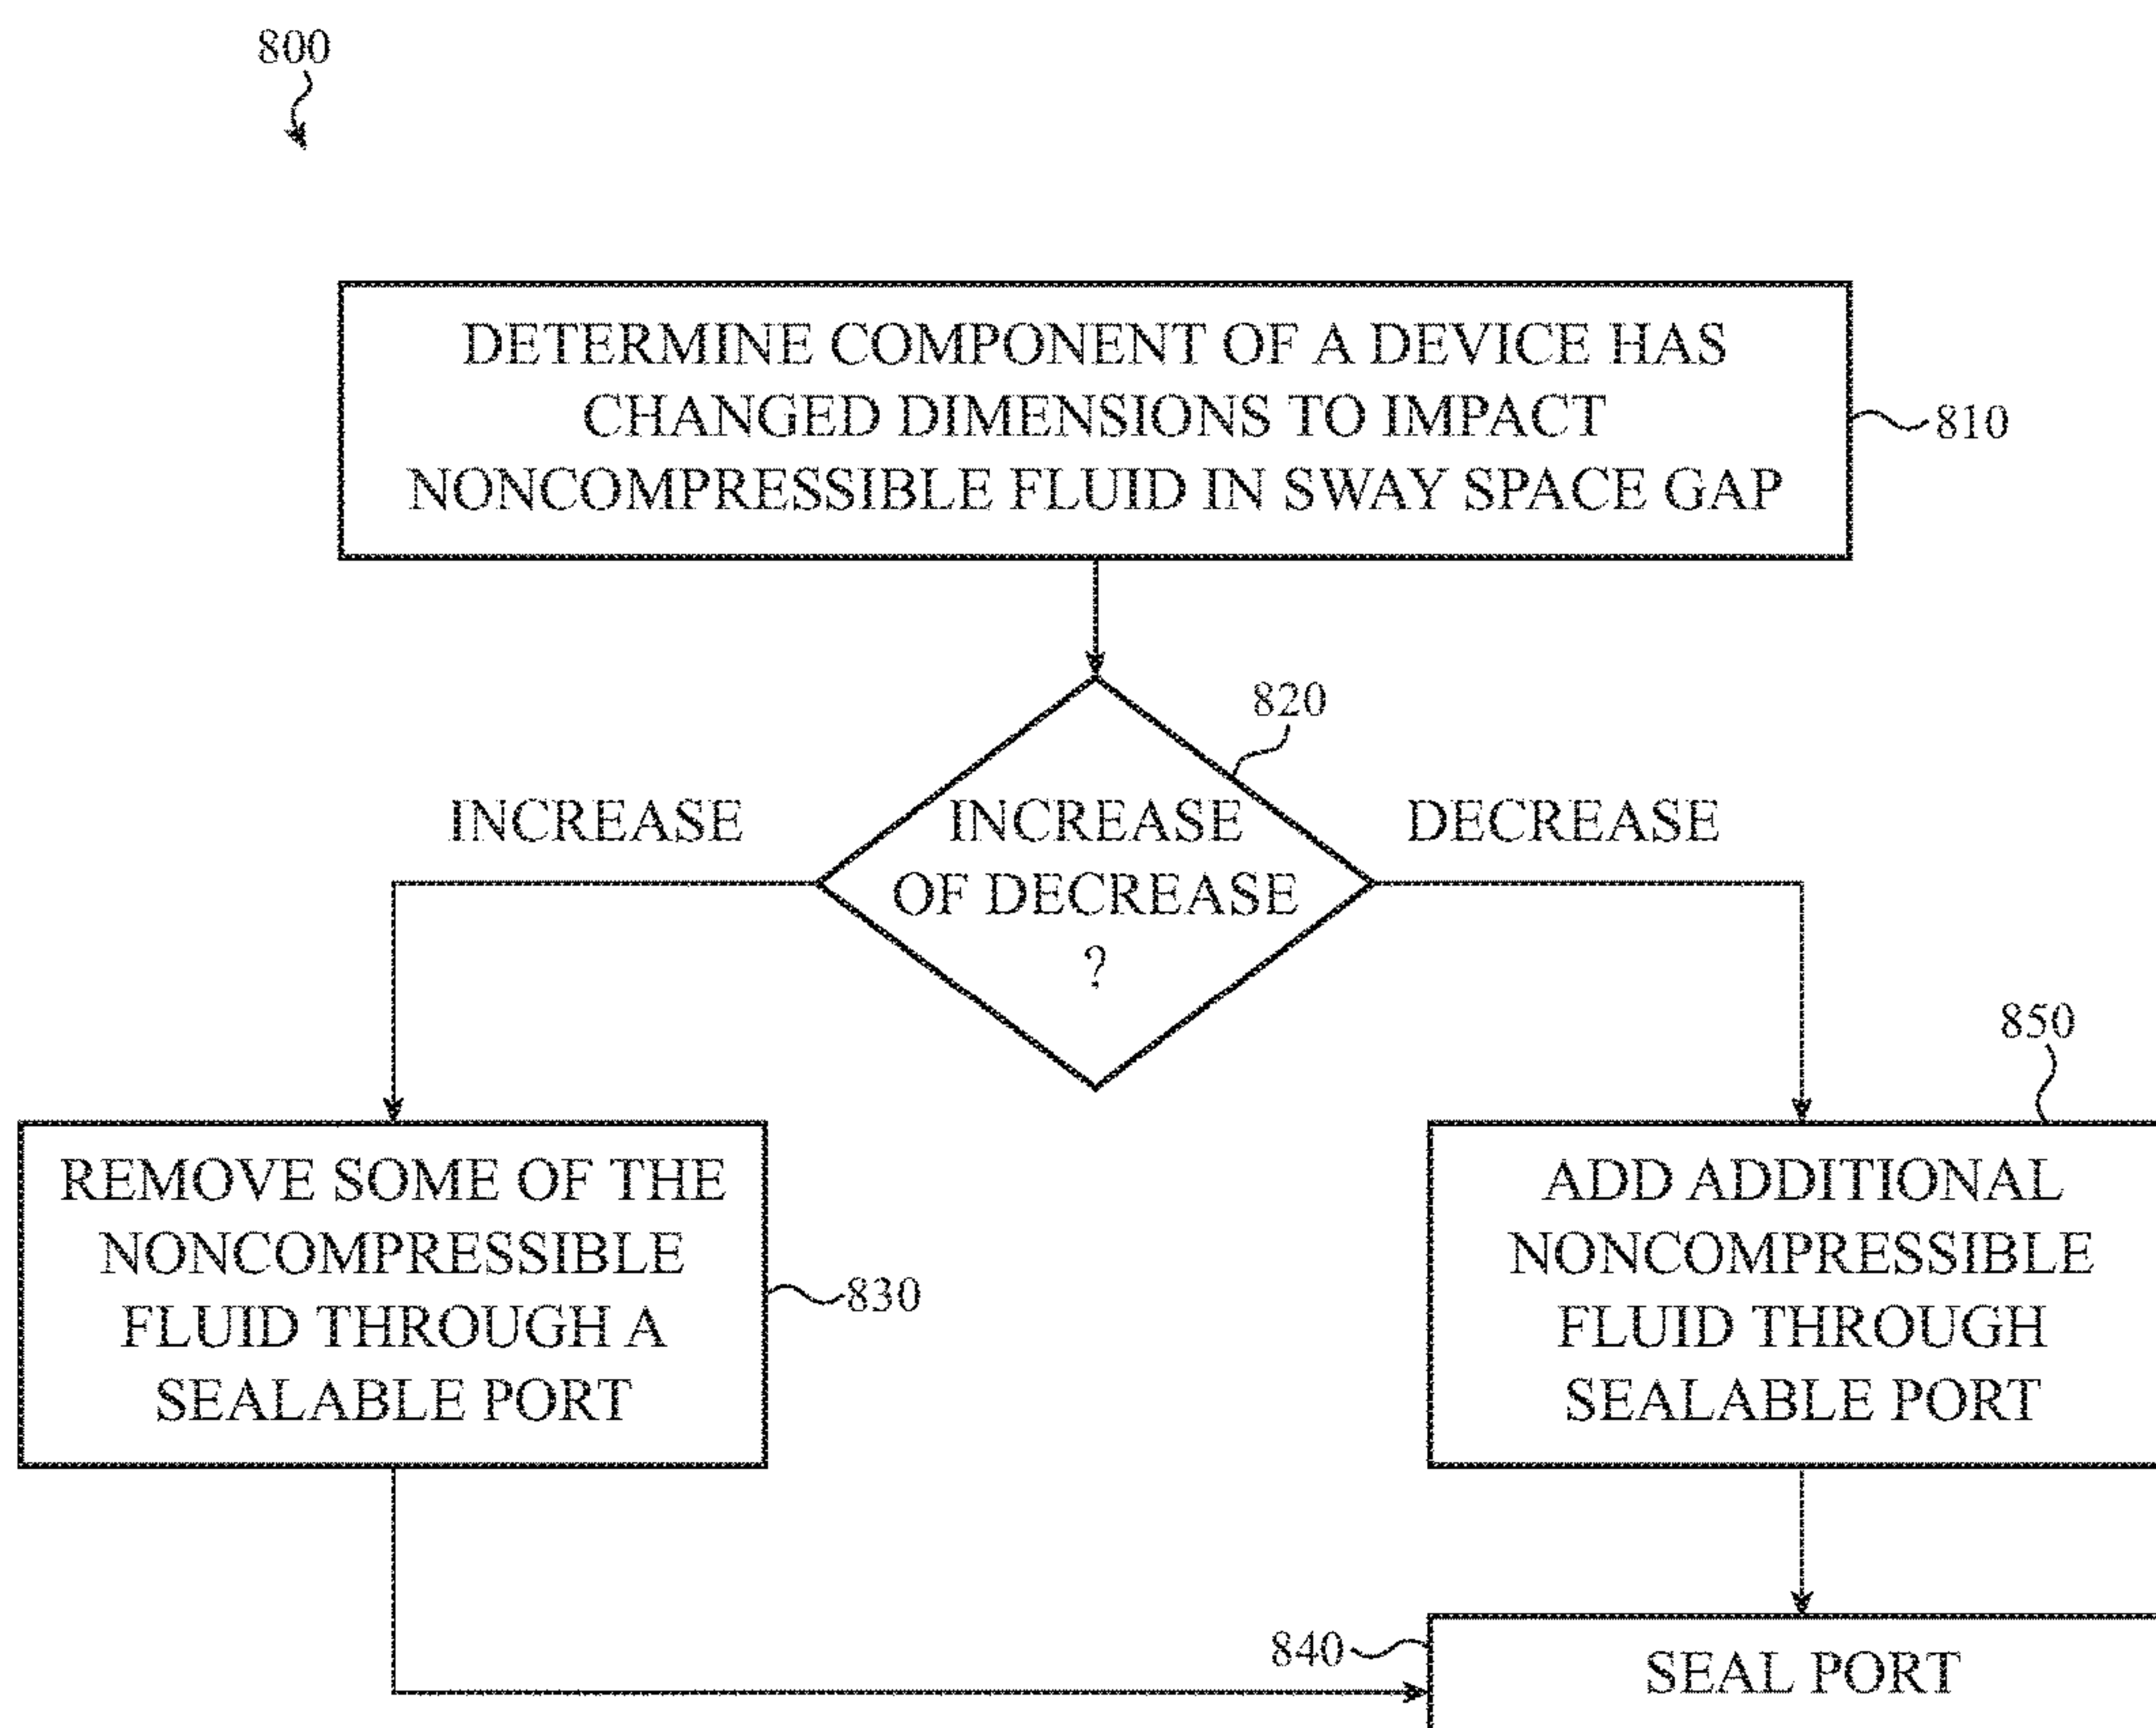 800
DETERMINE COMPONENT OF A DEVICE HAS
CHANGED DIMENSIONS TO IMPACT
NONCOMPRESSIBLE FLUID IN SWAY SPACE GAP
810
820
INCREASE
INCREASE
OF DECREASE
?
DECREASE
850
REMOVE SOME OF THE
NONCOMPRESSIBLE
FLUID THROUGH A
SEALABLE PORT
830
ADD ADDITIONAL
NONCOMPRESSIBLE
FLUID THROUGH
SEALABLE PORT
840
SEAL PORT